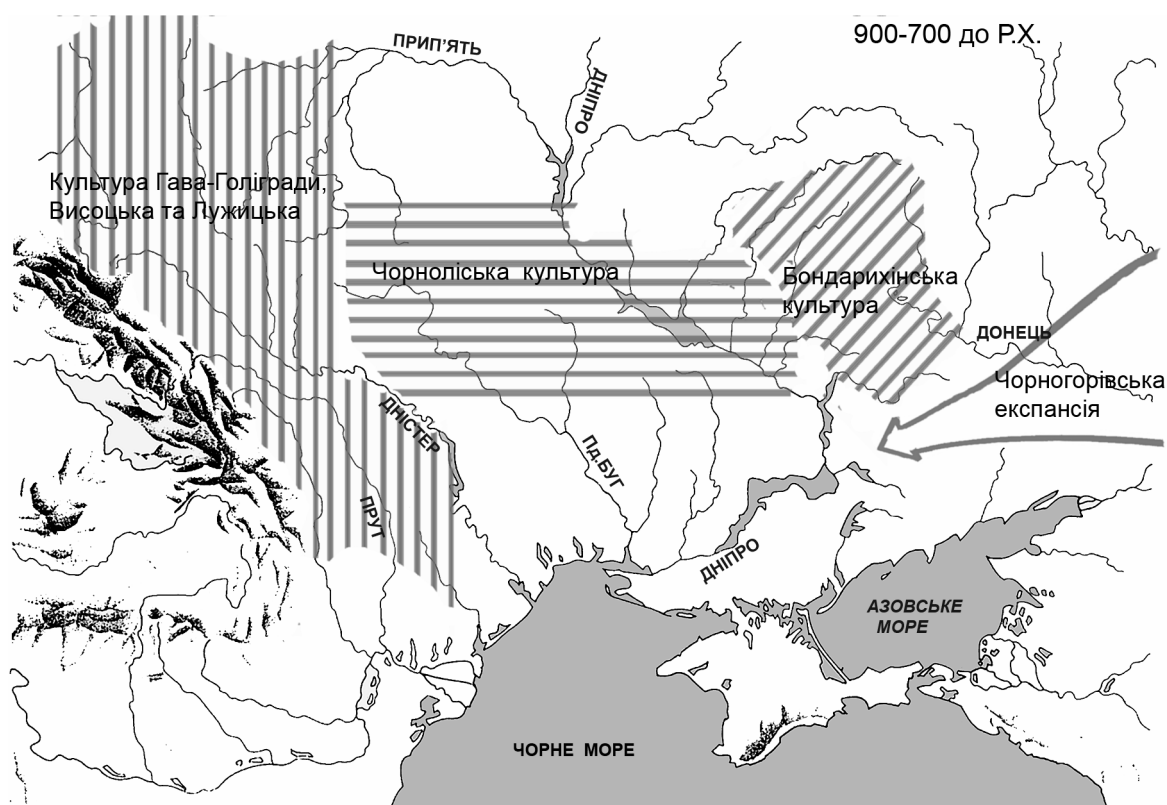 900-700 до Р.Х.
ПРИП'ЯТЬ
ДНІПРО
Культура Гава-Голігради,
Висоцька та Лужицька
Чорноліська культура
Бондарихінська
культура
ДОНЕЦЬ
Чорногорівська
експансія
ДНІСТЕР
Пд.БУГ
ПРУТ
ДНІПРО
АЗОВСЬКЕ
МОРЕ
ЧОРНЕ МОРЕ